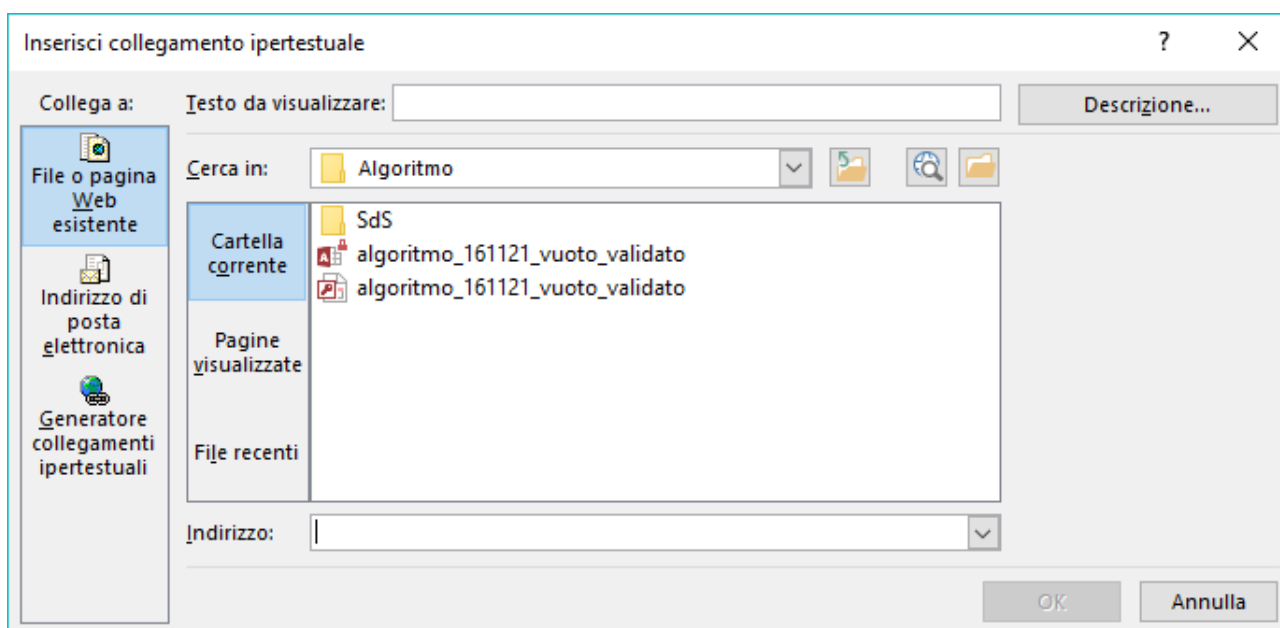 Inserisci collegamento ipertestuale
?
Collega a:
Testo da visualizzare:
Descrizione...
File o pagina
Web
esistente
Indirizzo di
posta
elettronica
Generatore
collegamenti
ipertestuali
Cerca in:
Algoritmo
Cartella
corrente
Pagine
visualizzate
File recenti
SdS
algoritmo_161121_vuoto_validato
algoritmo_161121_vuoto_validato
Indirizzo:
OK
Annulla